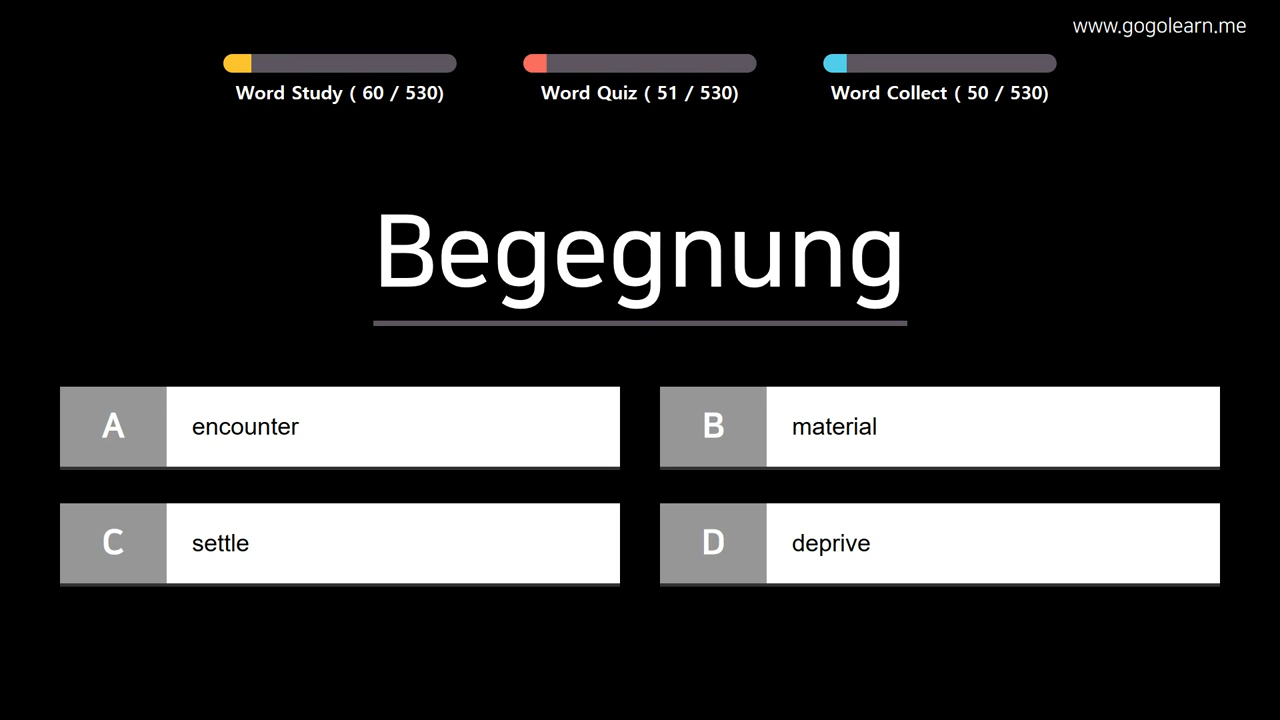 www.gogolearn.me
Word Study ( 60 / 530)
Word Quiz ( 51 / 530)
Word Collect ( 50 / 530)
Begegnung
A encounter
B material
C settle
D deprive